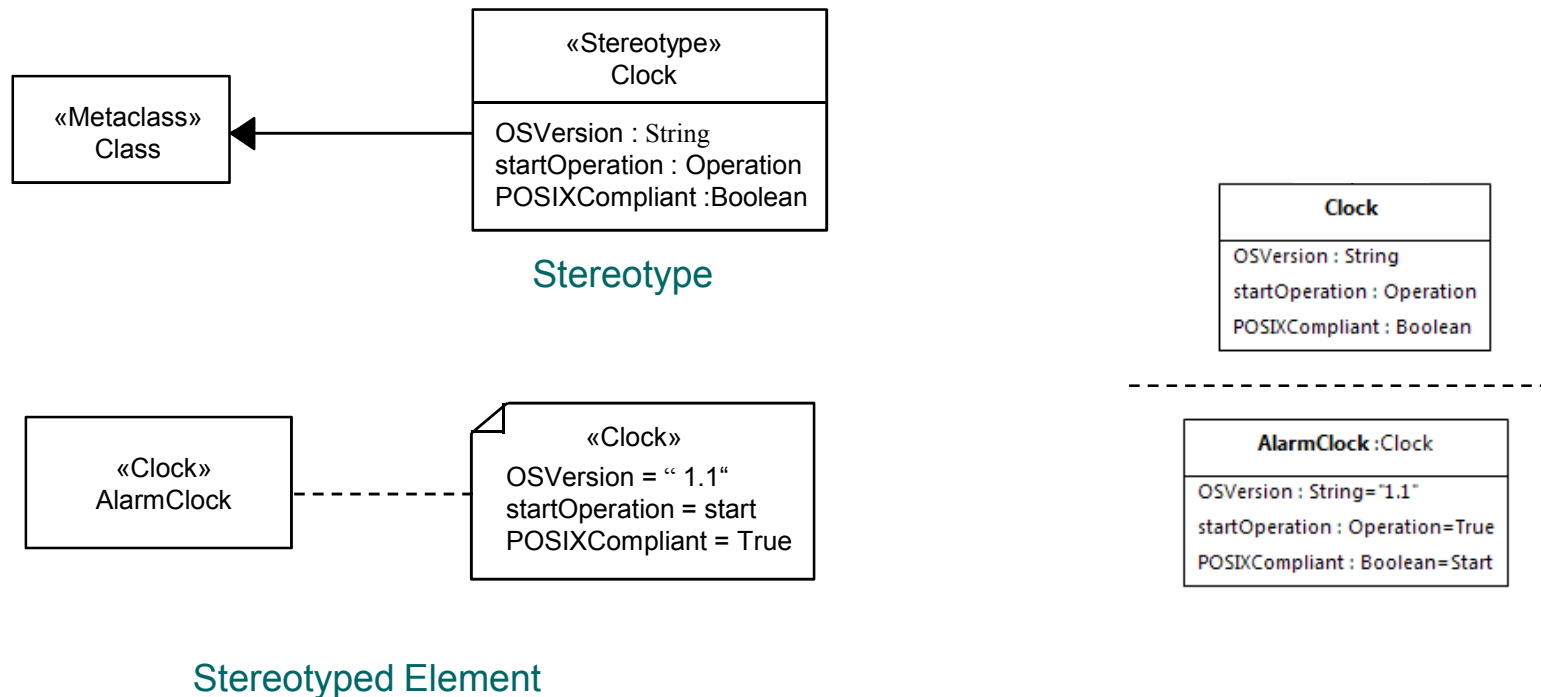 «Metaclass»
Class
«Stereotype»
Clock
OSVersion : String
startOperation : Operation
POSIXCompliant :Boolean
Stereotype
«Clock»
AlarmClock
«Clock»
OSVersion = “ 1.1“
startOperation = start
POSIXCompliant = True
Stereotyped Element
Clock
OSVersion : String
startOperation : Operation
POSIXCompliant : Boolean
AlarmClock :Clock
OSVersion : String="1.1"
startOperation : Operation=True
POSIXCompliant : Boolean=Start